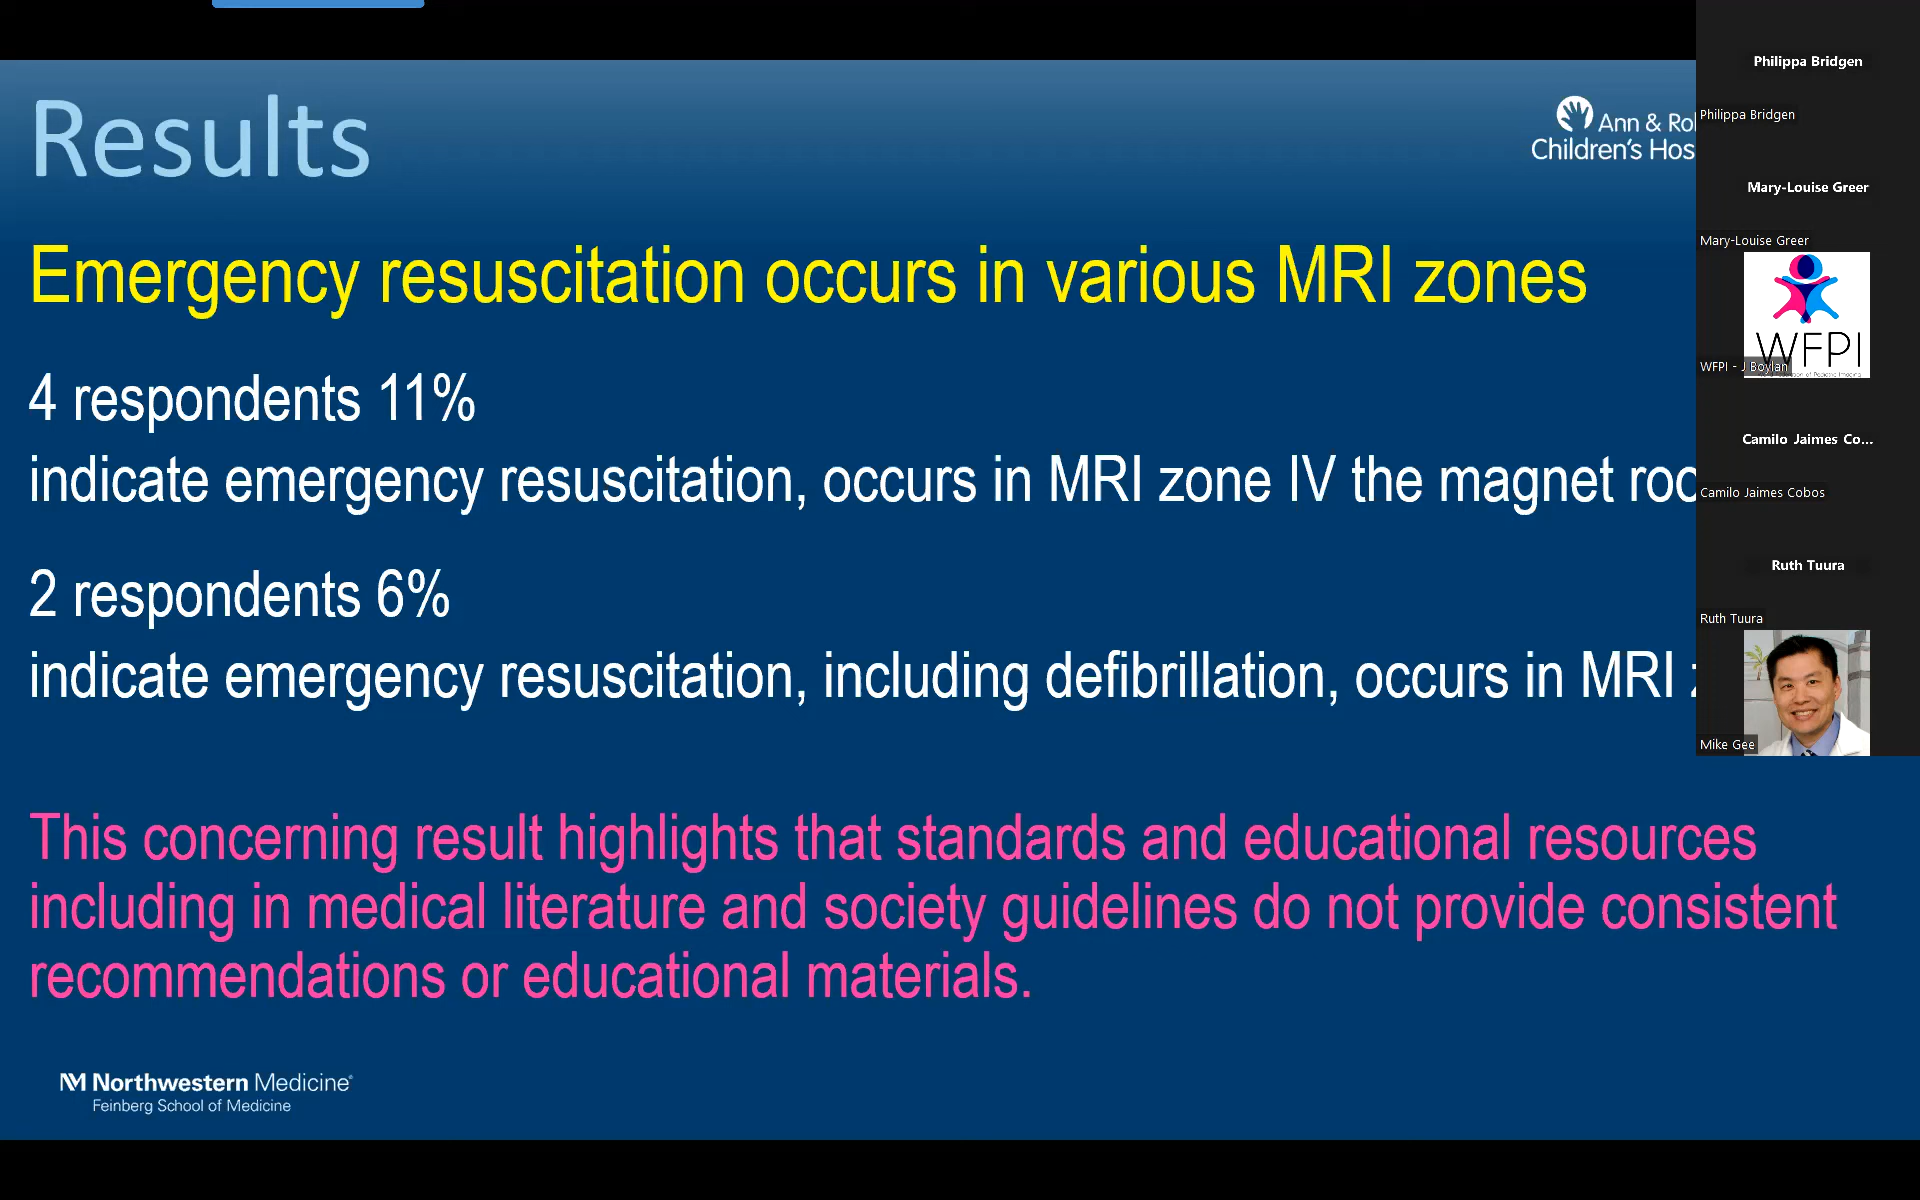 Results
Ann & Ro
Children's Hos
Emergency resuscitation occurs in various MRI zones
4 respondents 11%
indicate emergency resuscitation, occurs in MRI zone IV the magnet roo
2 respondents 6%
indicate emergency resuscitation, including defibrillation, occurs in MRI
This concerning result highlights that standards and educational resources
including in medical literature and society guidelines do not provide consistent
recommendations or educational materials.
NM Northwestern Medicine®
Feinberg School of Medicine
Philippa Bridgen
Philippa Bridgen
Mary-Louise Greer
Mary-Louise Greer
WFPI
WFPI - J Boylan
of Pediatric Imaging
Camilo Jaimes Co...
Camilo Jaimes Cobos
Ruth Tuura
Ruth Tuura
Mike Gee